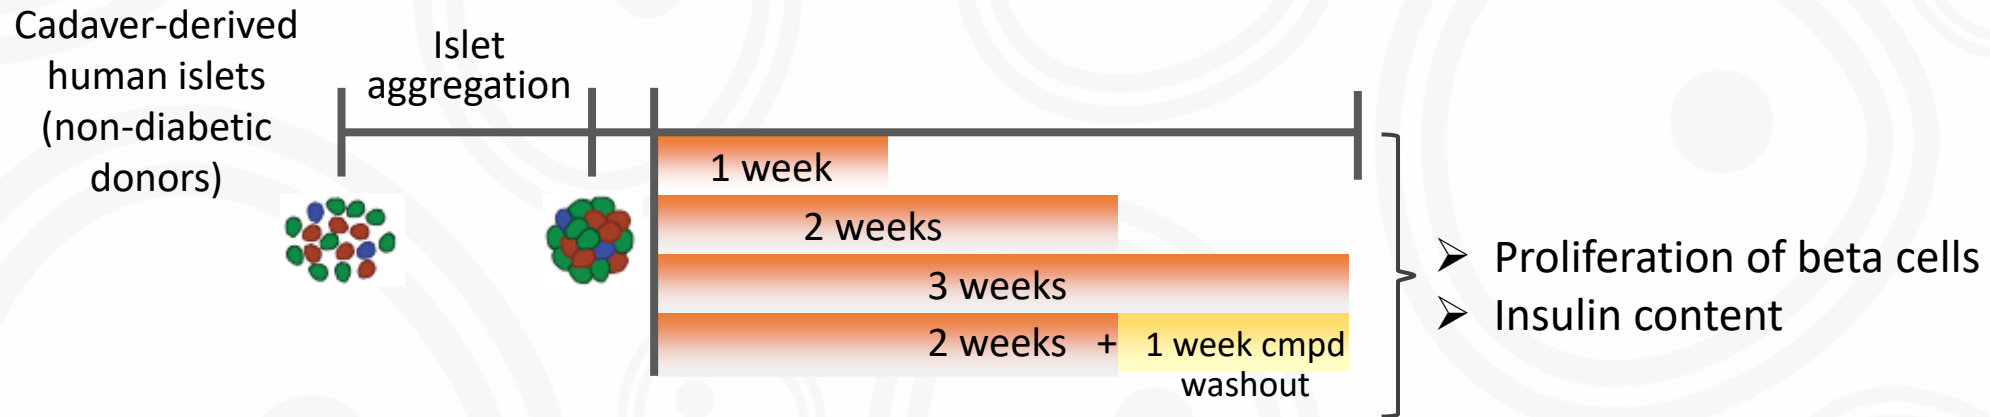 Cadaver-derived
human islets
(non-diabetic
donors)
Islet
aggregation
1 week
2 weeks
3 weeks
2 weeks + 1 week cmpd
washout
➢ Proliferation of beta cells
➢ Insulin content